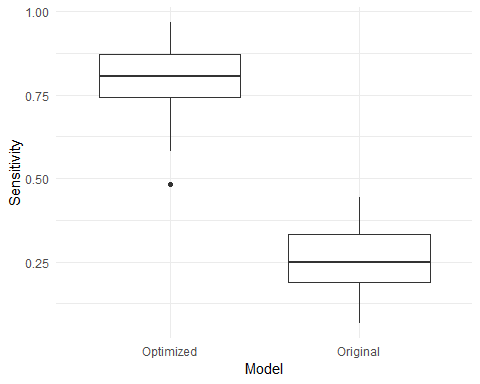 1.00
0.75
0.50
0.25
Sensitivity
Optimized
Original
Model